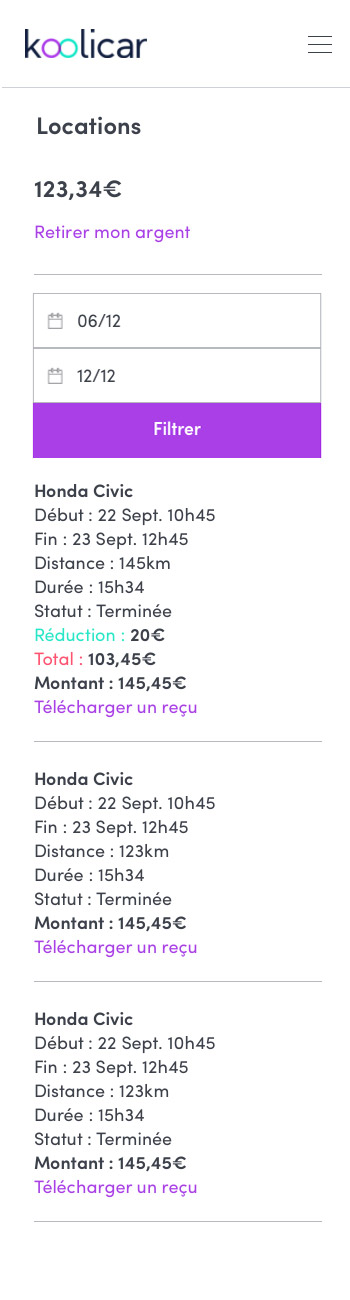 koolicar
Locations
123,34€
Retirer mon argent
06/12
12/12
Filtrer
Honda Civic
Début : 22 Sept. 10h45
Fin : 23 Sept. 12h45
Distance : 145km
Durée : 15h34
Statut : Terminée
Réduction : 20€
Total : 103,45€
Montant : 145,45€
Télécharger un reçu
Honda Civic
Début : 22 Sept. 10h45
Fin : 23 Sept. 12h45
Distance : 123km
Durée : 15h34
Statut : Terminée
Montant : 145,45€
Télécharger un reçu
Honda Civic
Début : 22 Sept. 10h45
Fin : 23 Sept. 12h45
Distance : 123km
Durée : 15h34
Statut : Terminée
Montant : 145,45€
Télécharger un reçu